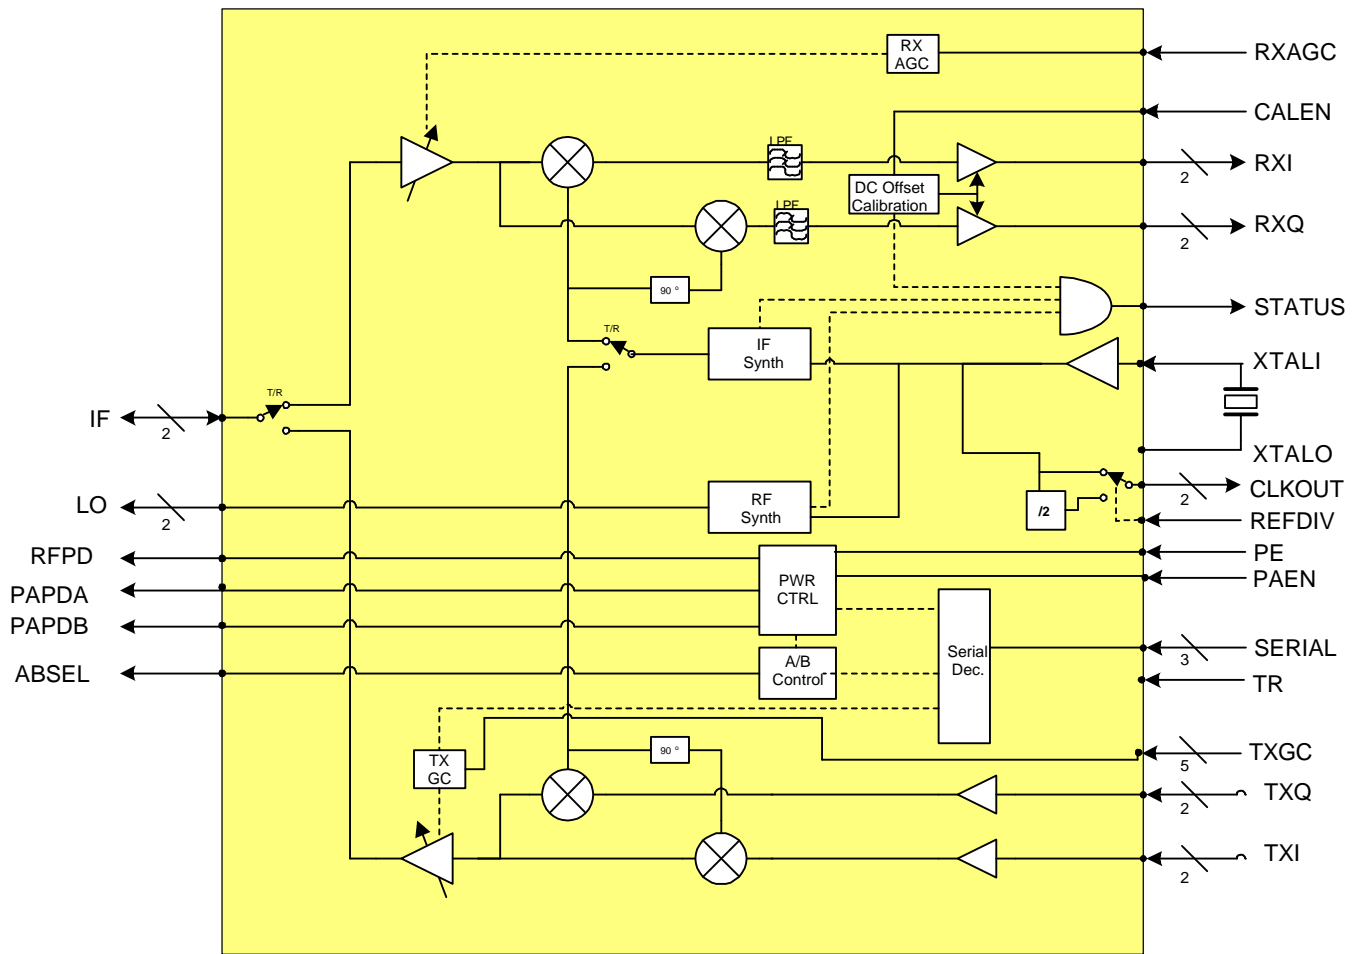 RX
AGC
RXAGC
CALEN
LPF
RXI
2
DC Offset
Calibration
LPF
RXQ
2
90 °
STATUS
T/R
IF
Synth
XTALI
T/R
IF
2
XTALO
RF
Synth
LO
2
/2
CLKOUT
2
REFDIV
RFPD
PE
PWR
CTRL
PAPDA
PAEN
PAPDB
Serial
Dec.
SERIAL
3
A/B
Control
ABSEL
TR
TX
GC
90 °
TXGC
5
TXQ
2
TXI
2